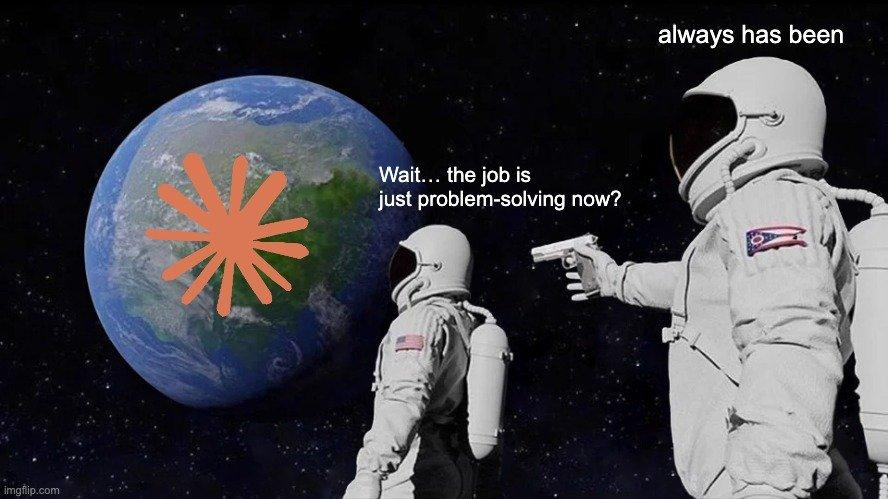 always has been
Wait… the job is
just problem-solving now?
imgflip.com